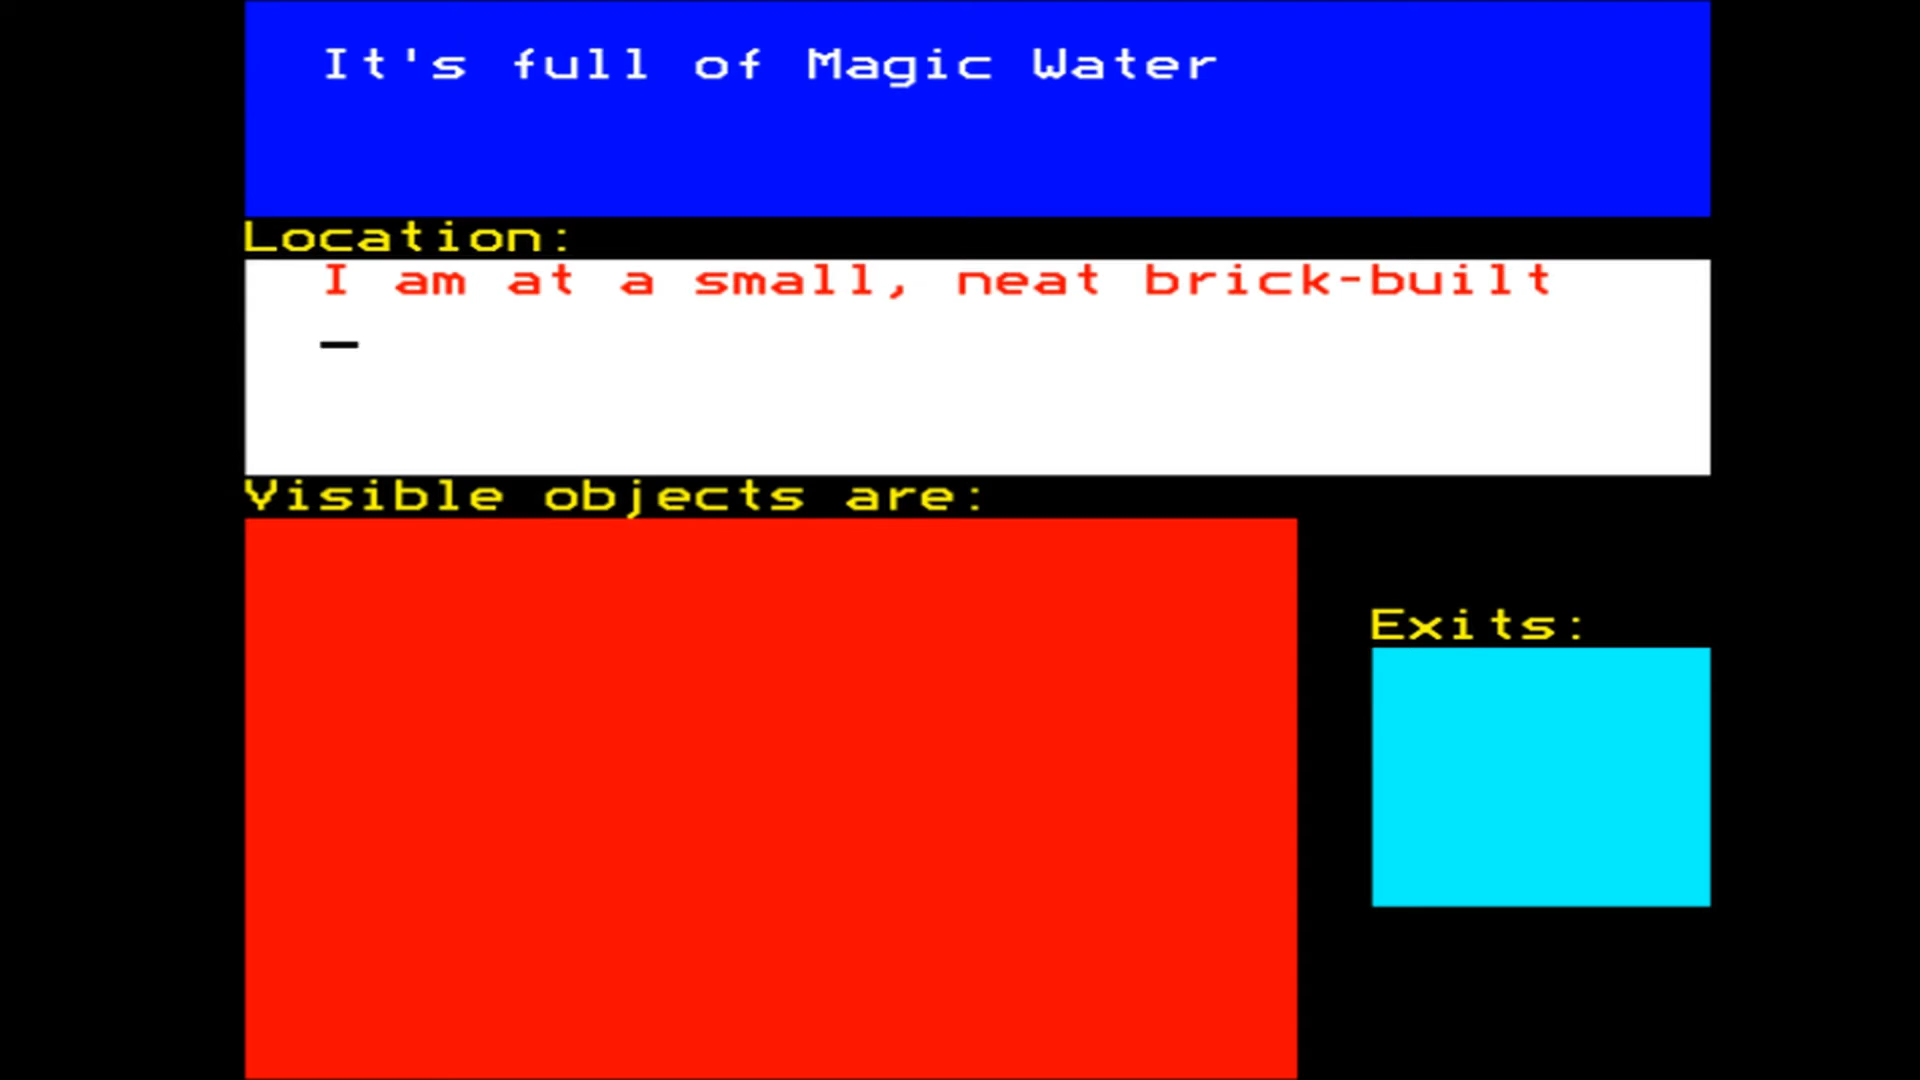 It's full of Magic Water
Location:
I am at a small, neat brick-built
Visible objects are:
Exits: